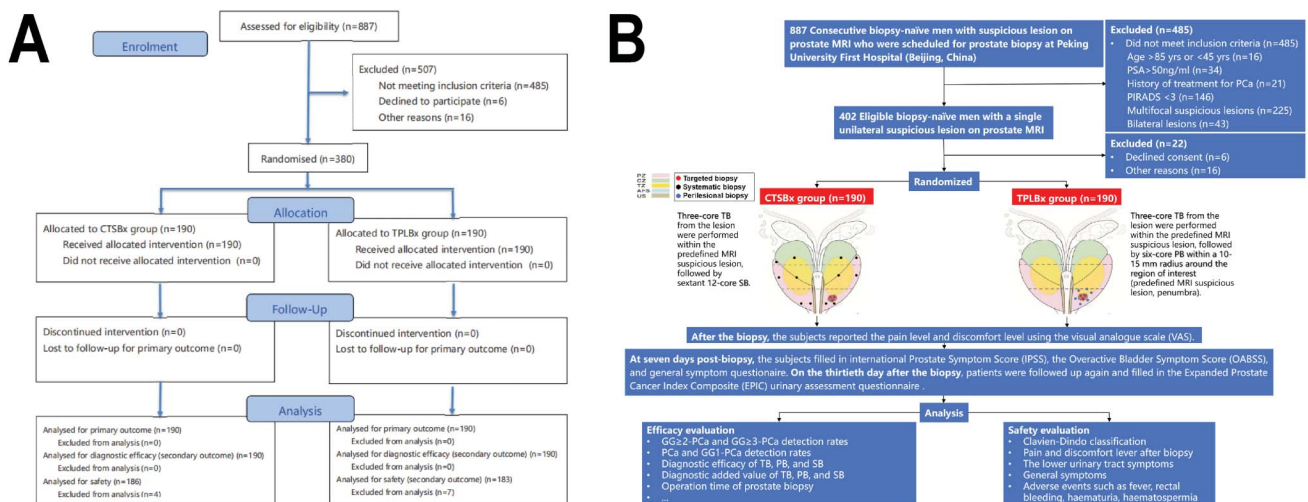 A
Enrolment
Assessed for eligibility (n=887)
Excluded (n=507)
Not meeting inclusion criteria (n=485)
Declined to participate (n=6)
Other reasons (n=16)
Randomised (n=380)
Allocation
Allocated to CTSBx group (n=190)
Received allocated intervention (n=190)
Did not receive allocated intervention (n=0)
Allocated to TPLBx group (n=190)
Received allocated intervention (n=190)
Did not receive allocated intervention (n=0)
Follow-Up
Discontinued intervention (n=0)
Lost to follow-up for primary outcome (n=0)
Discontinued intervention (n=0)
Lost to follow-up for primary outcome (n=0)
Analysis
Analysed for primary outcome (n=190)
Excluded from analysis (n=0)
Analysed for diagnostic efficacy (secondary outcome) (n=190)
Excluded from analysis (n=0)
Analysed for safety (n=186)
Excluded from analysis (n=4)
Analysed for primary outcome (n=190)
Excluded from analysis (n=0)
Analysed for diagnostic efficacy (secondary outcome) (n=190)
Excluded from analysis (n=0)
Analysed for safety (secondary outcome) (n=183)
Excluded from analysis (n=7)
B
887 Consecutive biopsy-naïve men with suspicious lesion on
prostate MRI who were scheduled for prostate biopsy at Peking
University First Hospital (Beijing, China)
Excluded (n=485)
• Did not meet inclusion criteria (n=485)
Age >85 yrs or <45 yrs (n=16)
PSA>50ng/ml (n=34)
History of treatment for PCa (n=21)
PIRADS <3 (n=146)
Multifocal suspicious lesions (n=225)
Bilateral lesions (n=43)
402 Eligible biopsy-naïve men with a single
unilateral suspicious lesion on prostate MRI
Excluded (n=22)
• Declined consent (n=6)
• Other reasons (n=16)
Randomized
PZ
CZ
TZ
AFS
US
Targeted biopsy
Systematic biopsy
Perilesional biopsy
CTSBx group (n=190)
TPLBx group (n=190)
Three-core TB
from the lesion
were performed
within the
predefined MRI
suspicious lesion,
followed by
sextant 12-core SB.
Three-core TB from the
lesion were performed
within the predefined MRI
suspicious lesion, followed
by six-core PB within a 10-
15 mm radius around the
region of interest
(predefined MRI suspicious
lesion, penumbra).
After the biopsy, the subjects reported the pain level and discomfort level using the visual analogue scale (VAS).
At seven days post-biopsy, the subjects filled in international Prostate Symptom Score (IPSS), the Overactive Bladder Symptom Score (OABSS),
and general symptom questionaire. On the thirtieth day after the biopsy, patients were followed up again and filled in the Expanded Prostate
Cancer Index Composite (EPIC) urinary assessment questionnaire .
Analysis
Efficacy evaluation
• GG≥2-PCa and GG≥3-PCa detection rates
• PCa and GG1-PCa detection rates
• Diagnostic efficacy of TB, PB, and SB
• Diagnostic added value of TB, PB, and SB
• Operation time of prostate biopsy
• ...
Safety evaluation
• Clavien-Dindo classification
• Pain and discomfort lever after biopsy
• The lower urinary tract symptoms
• General symptoms
• Adverse events such as fever, rectal
bleeding, haematuria, haematospermia